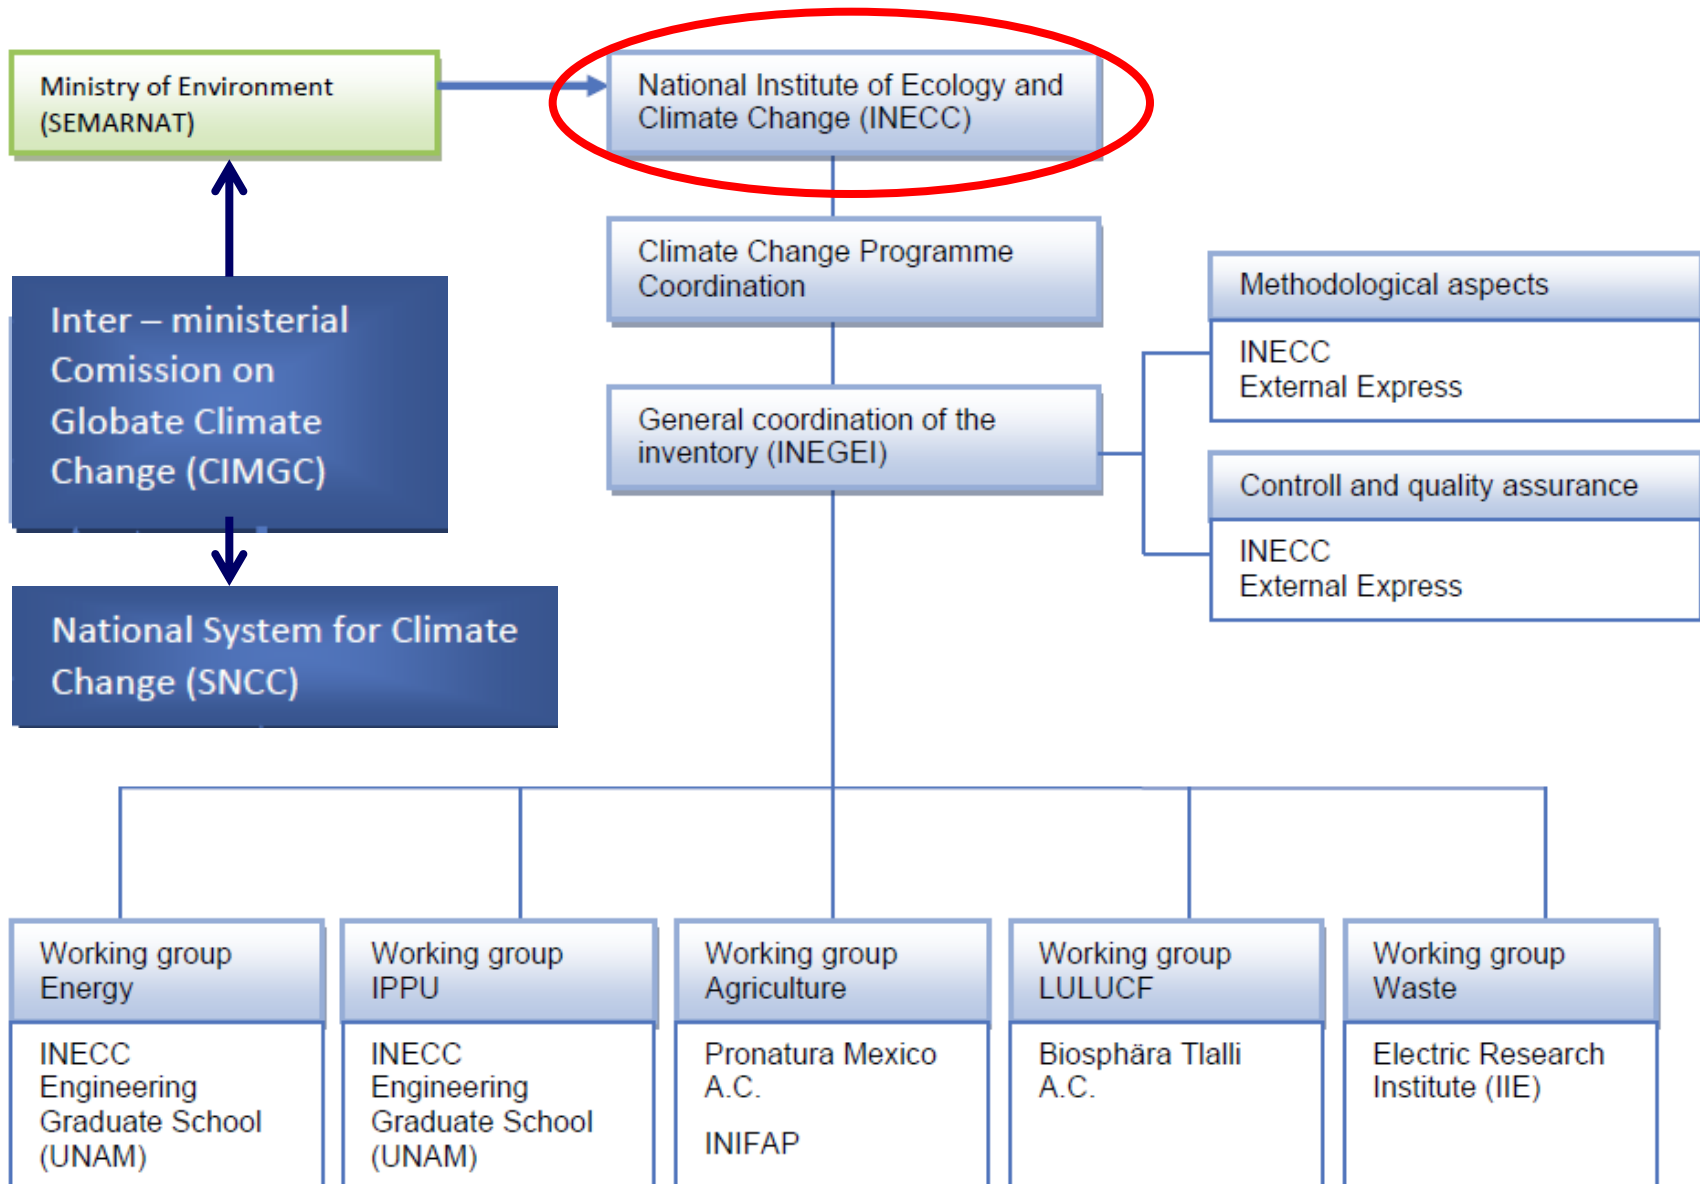 Ministry of Environment
(SEMARNAT)
National Institute of Ecology and
Climate Change (INECC)
Inter – ministerial
Comission on
Globate Climate
Change (CIMGC)
National System for Climate
Change (SNCC)
Climate Change Programme
Coordination
General coordination of the
inventory (INEGEI)
Methodological aspects
INECC
External Express
Controll and quality assurance
INECC
External Express
Working group
Energy
INECC
Engineering
Graduate School
(UNAM)
Working group
IPPU
INECC
Engineering
Graduate School
(UNAM)
Working group
Agriculture
Pronatura Mexico
A.C.
INIFAP
Working group
LULUCF
Biosphära Tlalli
A.C.
Working group
Waste
Electric Research
Institute (IIE)